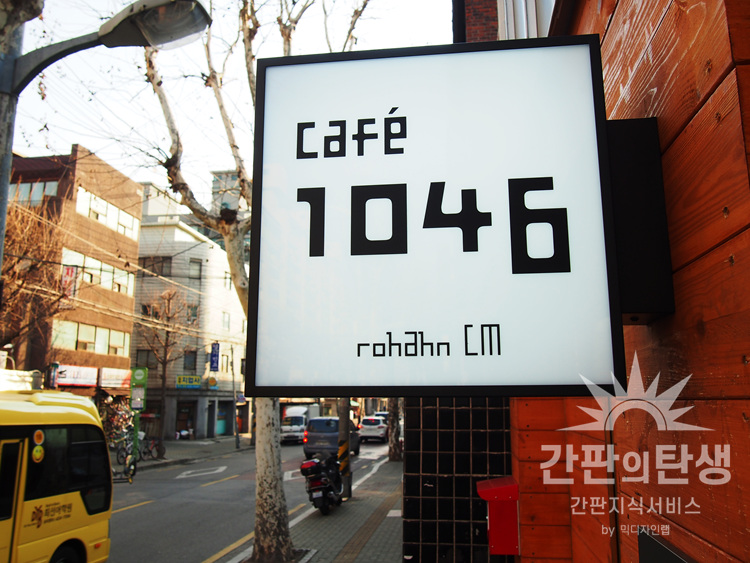 café
1046
rohahn CM
간판의탄생
간판지식서비스
by 믹디자인랩